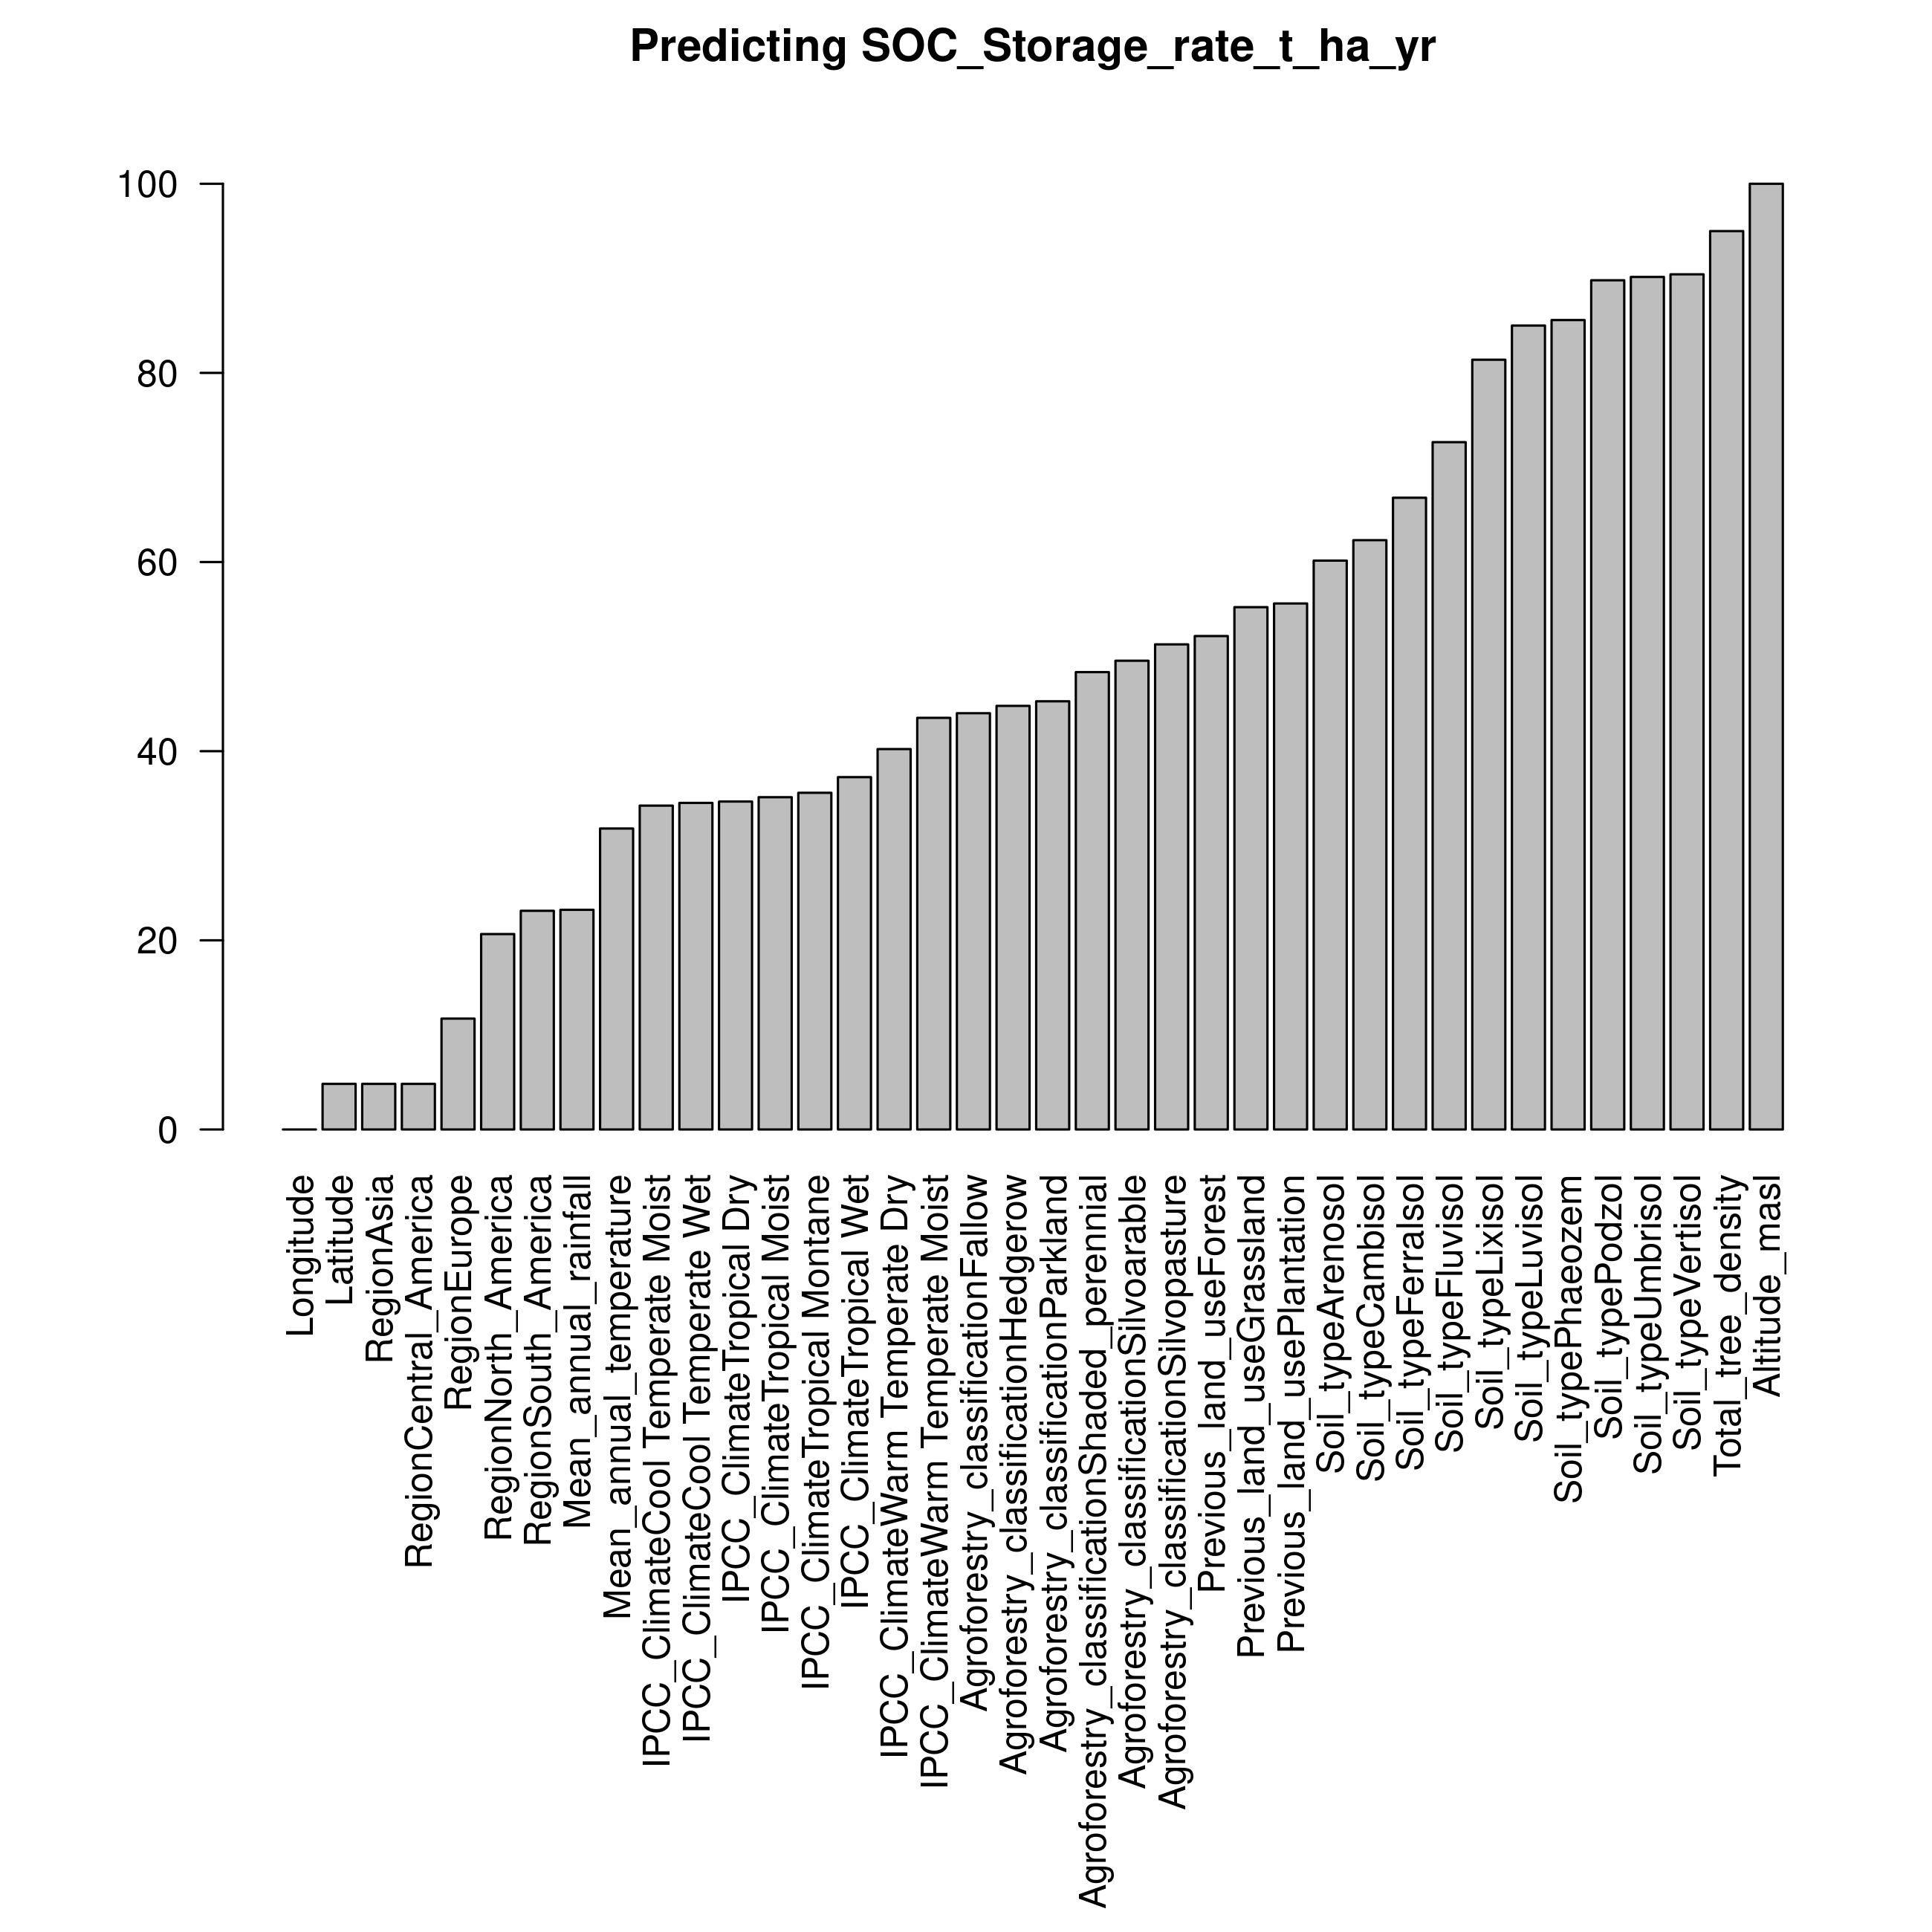 Predicting SOC_Storage_rate_t_ha_yr
100
80
60
40
20
0
Longitude
Latitude
RegionAsia
RegionCentral_America
RegionEurope
RegionNorth_America
RegionSouth_America
Mean_annual_rainfall
Mean_annual_temperature
IPCC_ClimateCool Temperate Moist
IPCC_ClimateCool Temperate Wet
IPCC_ClimateTropical Dry
IPCC_ClimateTropical Moist
IPCC_ClimateTropical Montane
IPCC_ClimateTropical Wet
IPCC_ClimateWarm Temperate Dry
IPCC_ClimateWarm Temperate Moist
Agroforestry_classificationFallow
Agroforestry_classificationHedgerow
Agroforestry_classificationParkland
Agroforestry_classificationShaded_perennial
Agroforestry_classificationSilvoarable
Agroforestry_classificationSilvopasture
Previous_land_useForest
Previous_land_useGrassland
Previous_land_usePlantation
Soil_typeArenosol
Soil_typeCambisol
Soil_typeFerralsol
Soil_typeFluvisol
Soil_typeLixisol
Soil_typeLuvisol
Soil_typePhaeozem
Soil_typePodzol
Soil_typeUmbrisol
Soil_typeVertisol
Total_tree_density
Altitude_masl